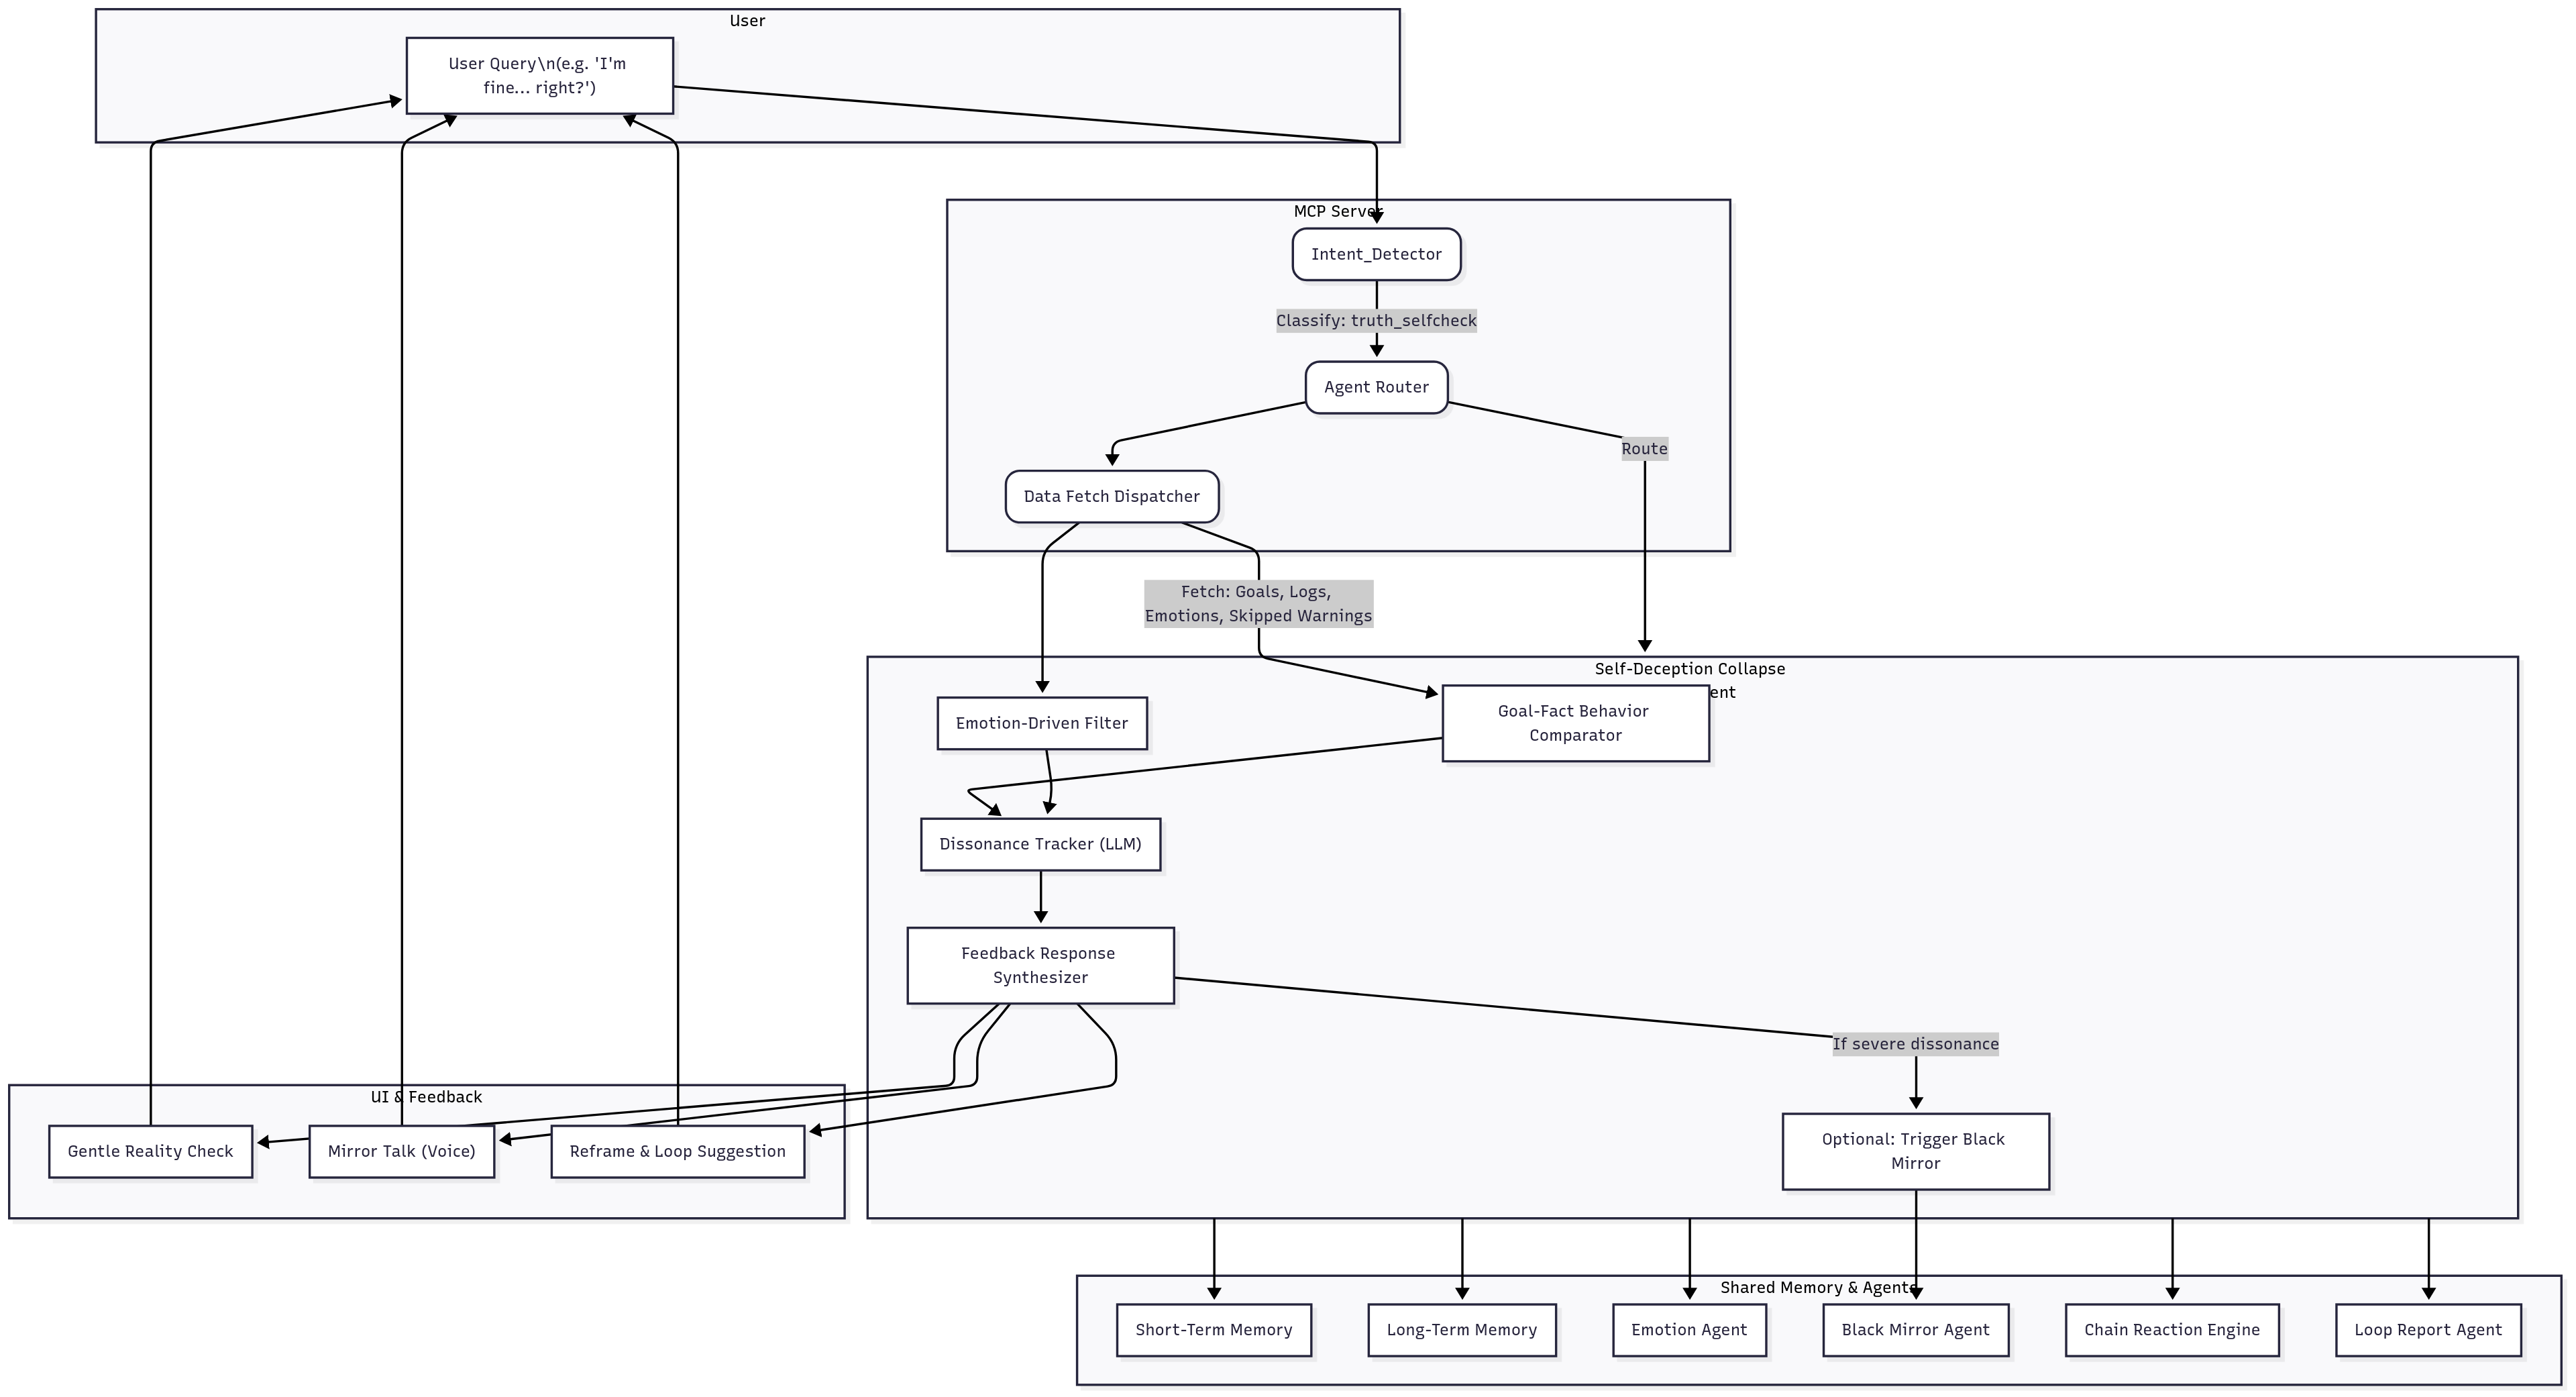 User
User Query\n(e.g. 'I'm
fine... right?')
MCP Server
Intent_Detector
Classify: truth_selfcheck
Agent Router
Route
Data Fetch Dispatcher
Fetch: Goals, Logs,
Emotions, Skipped Warnings
Self-Deception Collapse
ent
Emotion-Driven Filter
Goal-Fact Behavior
Comparator
Dissonance Tracker (LLM)
Feedback Response
Synthesizer
If severe dissonance
UI & Feedback
Gentle Reality Check
Mirror Talk (Voice)
Reframe & Loop Suggestion
Optional: Trigger Black
Mirror
Shared Memory & Agents
Short-Term Memory
Long-Term Memory
Emotion Agent
Black Mirror Agent
Chain Reaction Engine
Loop Report Agent